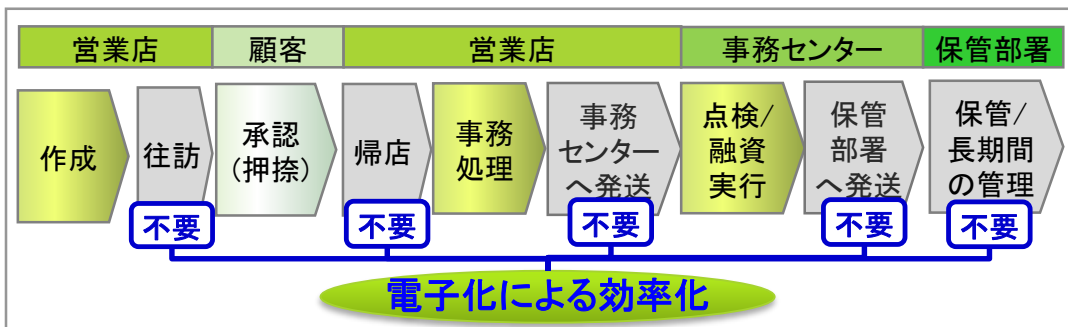 営業店
顧客
営業店
事務センター
保管部署
作成
往訪
承認
(押捺)
帰店
事務
処理
事務
センター
へ発送
点検/
融資
実行
保管
部署
へ発送
保管/
長期間
の管理
不要
不要
不要
不要
不要
電子化による効率化